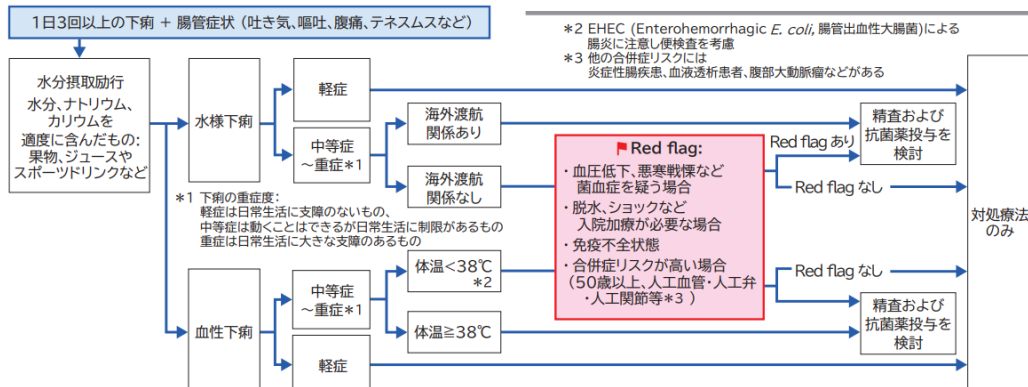 1日3回以上の下痢 + 腸管症状 (吐き気、嘔吐、腹痛、テネスムスなど)
*2 EHEC (Enterohemorrhagic E. coli, 腸管出血性大腸菌)による
腸炎に注意し便検査を考慮
*3 他の合併症リスクには
炎症性腸疾患、血液透析患者、腹部大動脈瘤などがある
水分摂取励行
水分、ナトリウム、
カリウムを
適度に含んだもの:
果物、ジュースや
スポーツドリンクなど
水様下痢
軽症
中等症
~重症*1
海外渡航
関係あり
海外渡航
関係なし
*1 下痢の重症度:
軽症は日常生活に支障のないもの、
中等症は動くことはできるが日常生活に制限があるもの
重症は日常生活に大きな支障のあるもの
Red flag:
・血圧低下、悪寒戦慄など
菌血症を疑う場合
・脱水、ショックなど
入院加療が必要な場合
・免疫不全状態
・合併症リスクが高い場合
(50歳以上、人工血管・人工弁
・人工関節等*3 )
Red flag あり
精査および
抗菌薬投与を
検討
Red flag なし
対処療法
のみ
血性下痢
中等症
~重症*1
軽症
体温<38℃
*2
体温≧38℃
Red flag なし
精査および
抗菌薬投与を
検討